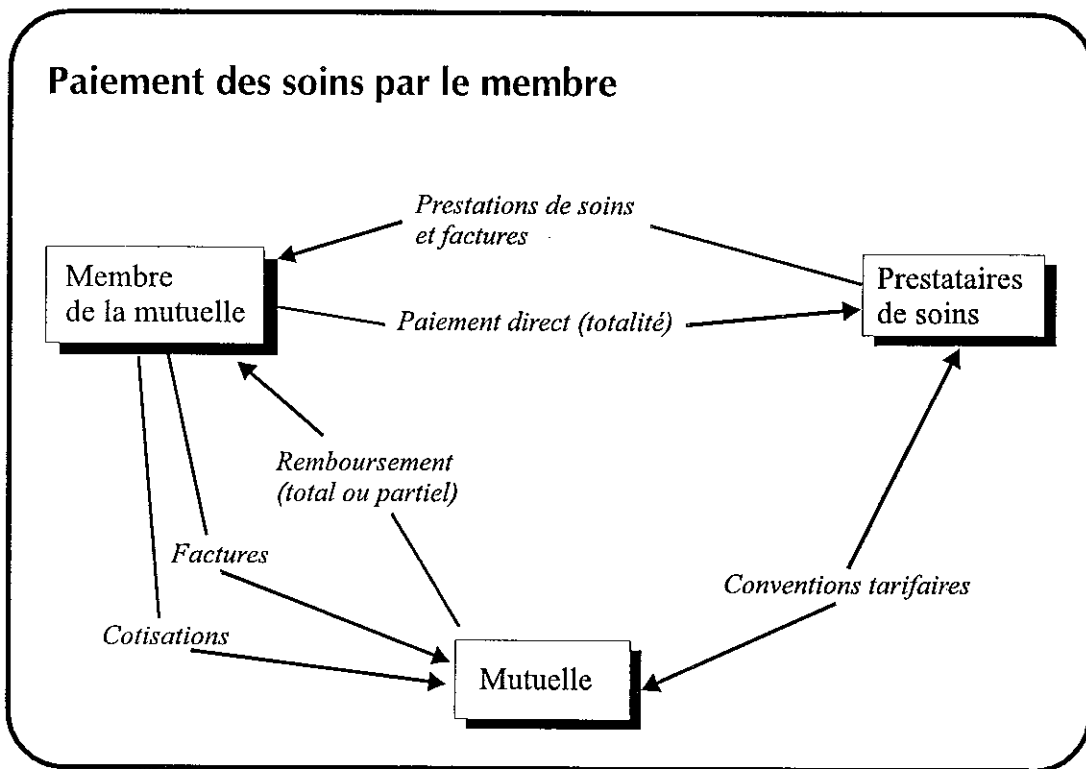 Paiement des soins par le membre
Prestations de soins
et factures
Membre
de la mutuelle
Prestataires
de soins
Paiement direct (totalité)
Remboursement
(total ou partiel)
Factures
Conventions tarifaires
Cotisations
Mutuelle